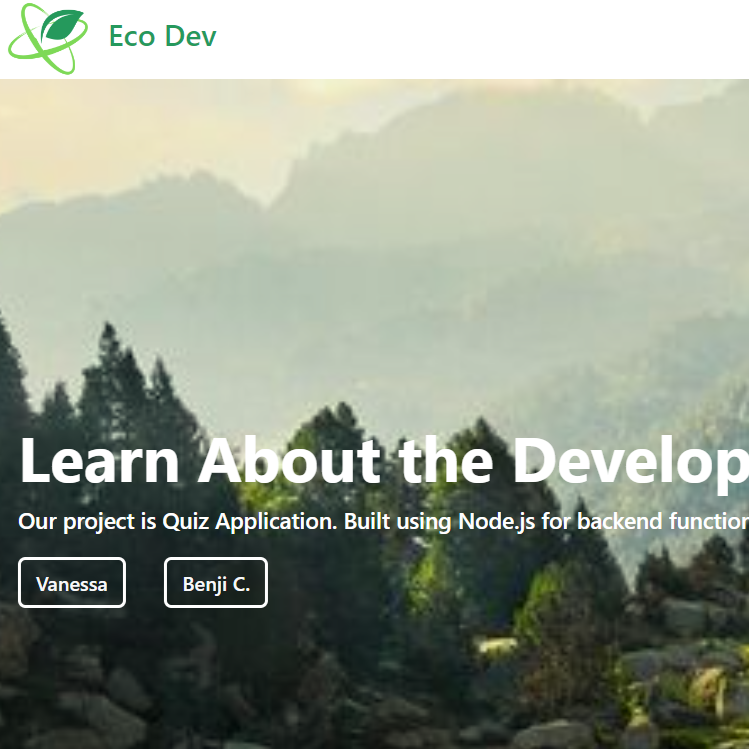 Eco Dev
Learn About the Develop
Our project is Quiz Application. Built using Node.js for backend function
Vanessa
Benji C.